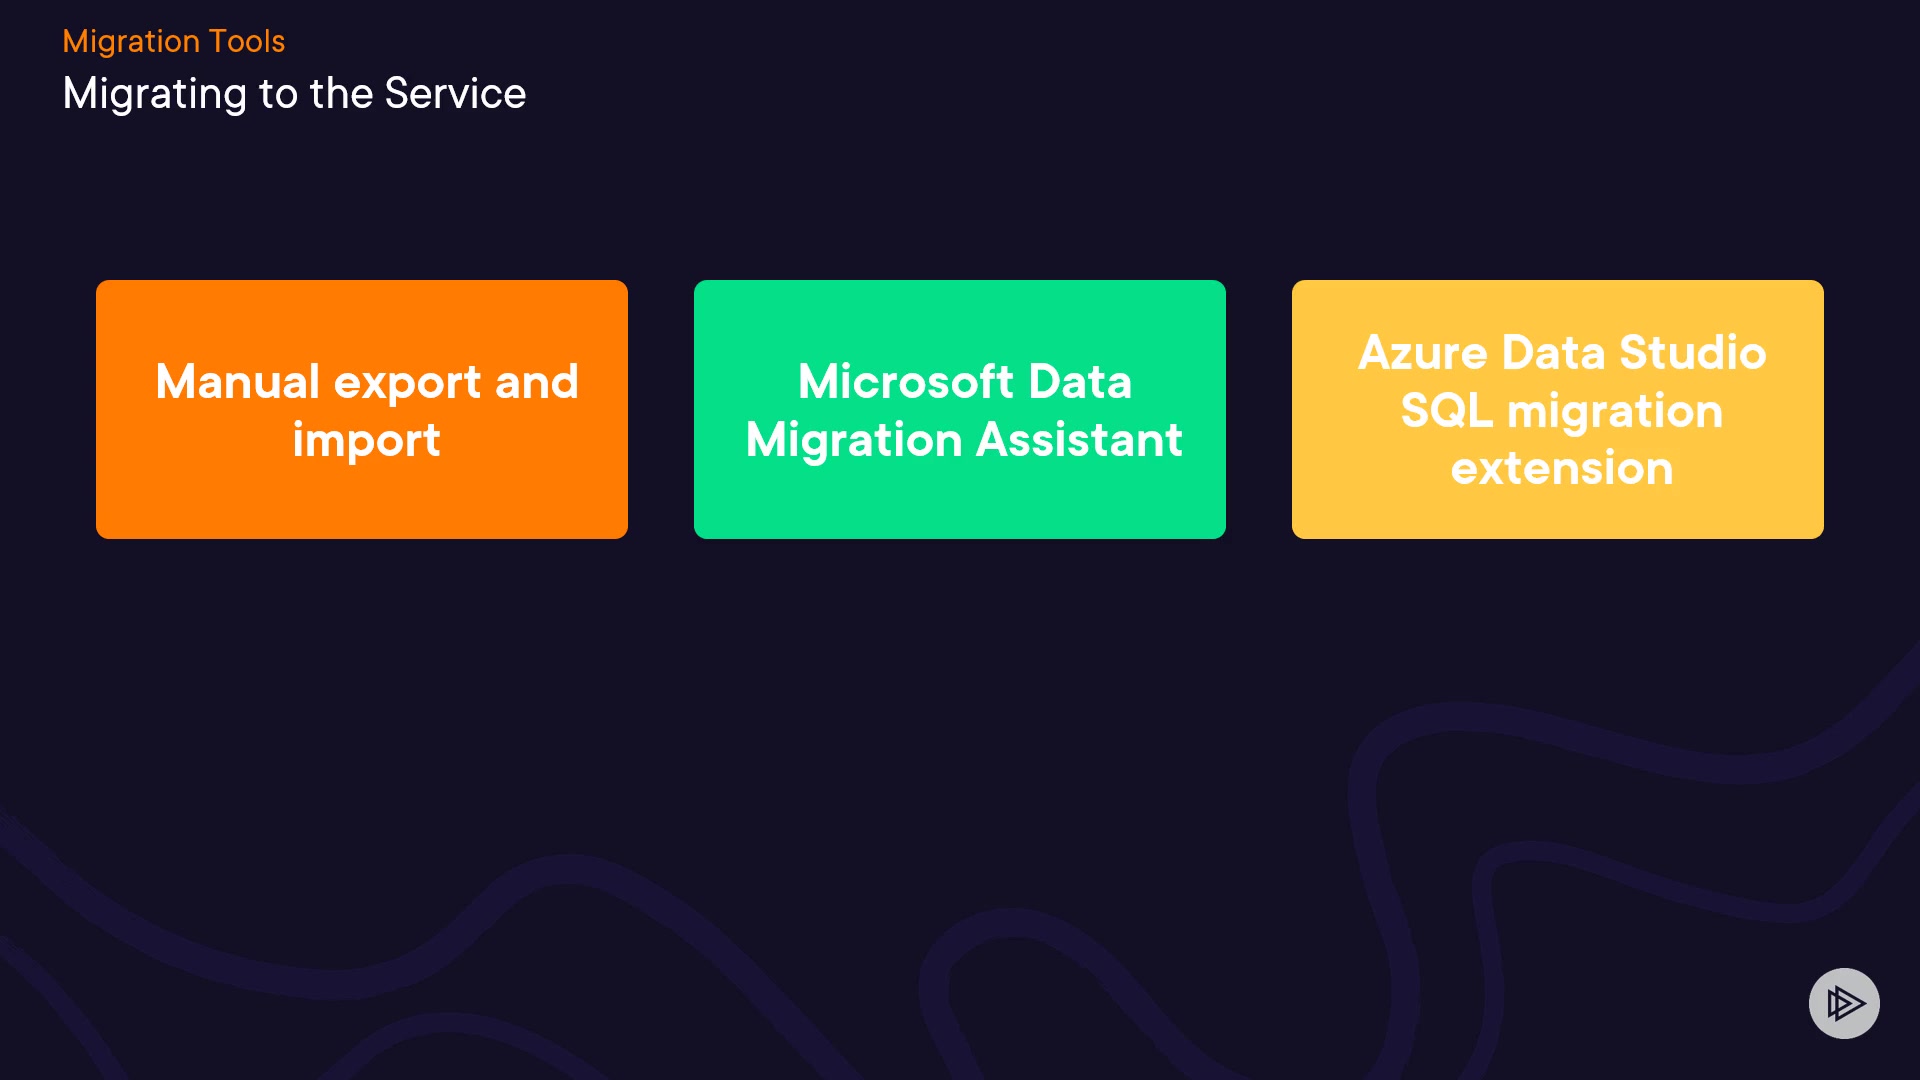 Migration Tools
Migrating to the Service
Manual export and
import
Microsoft Data
Migration Assistant
Azure Data Studio
SQL migration
extension